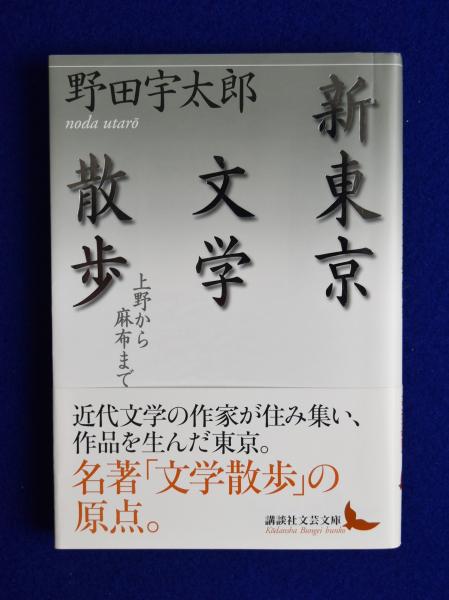 野田宇太郎
noda utarō
新東京
文学
散歩
上野から
麻布まで
近代文学の作家が住み集い、
作品を生んだ東京。
名著「文学散歩」の
原点。
講談社文芸文庫
Kōdansha Bungei bunko